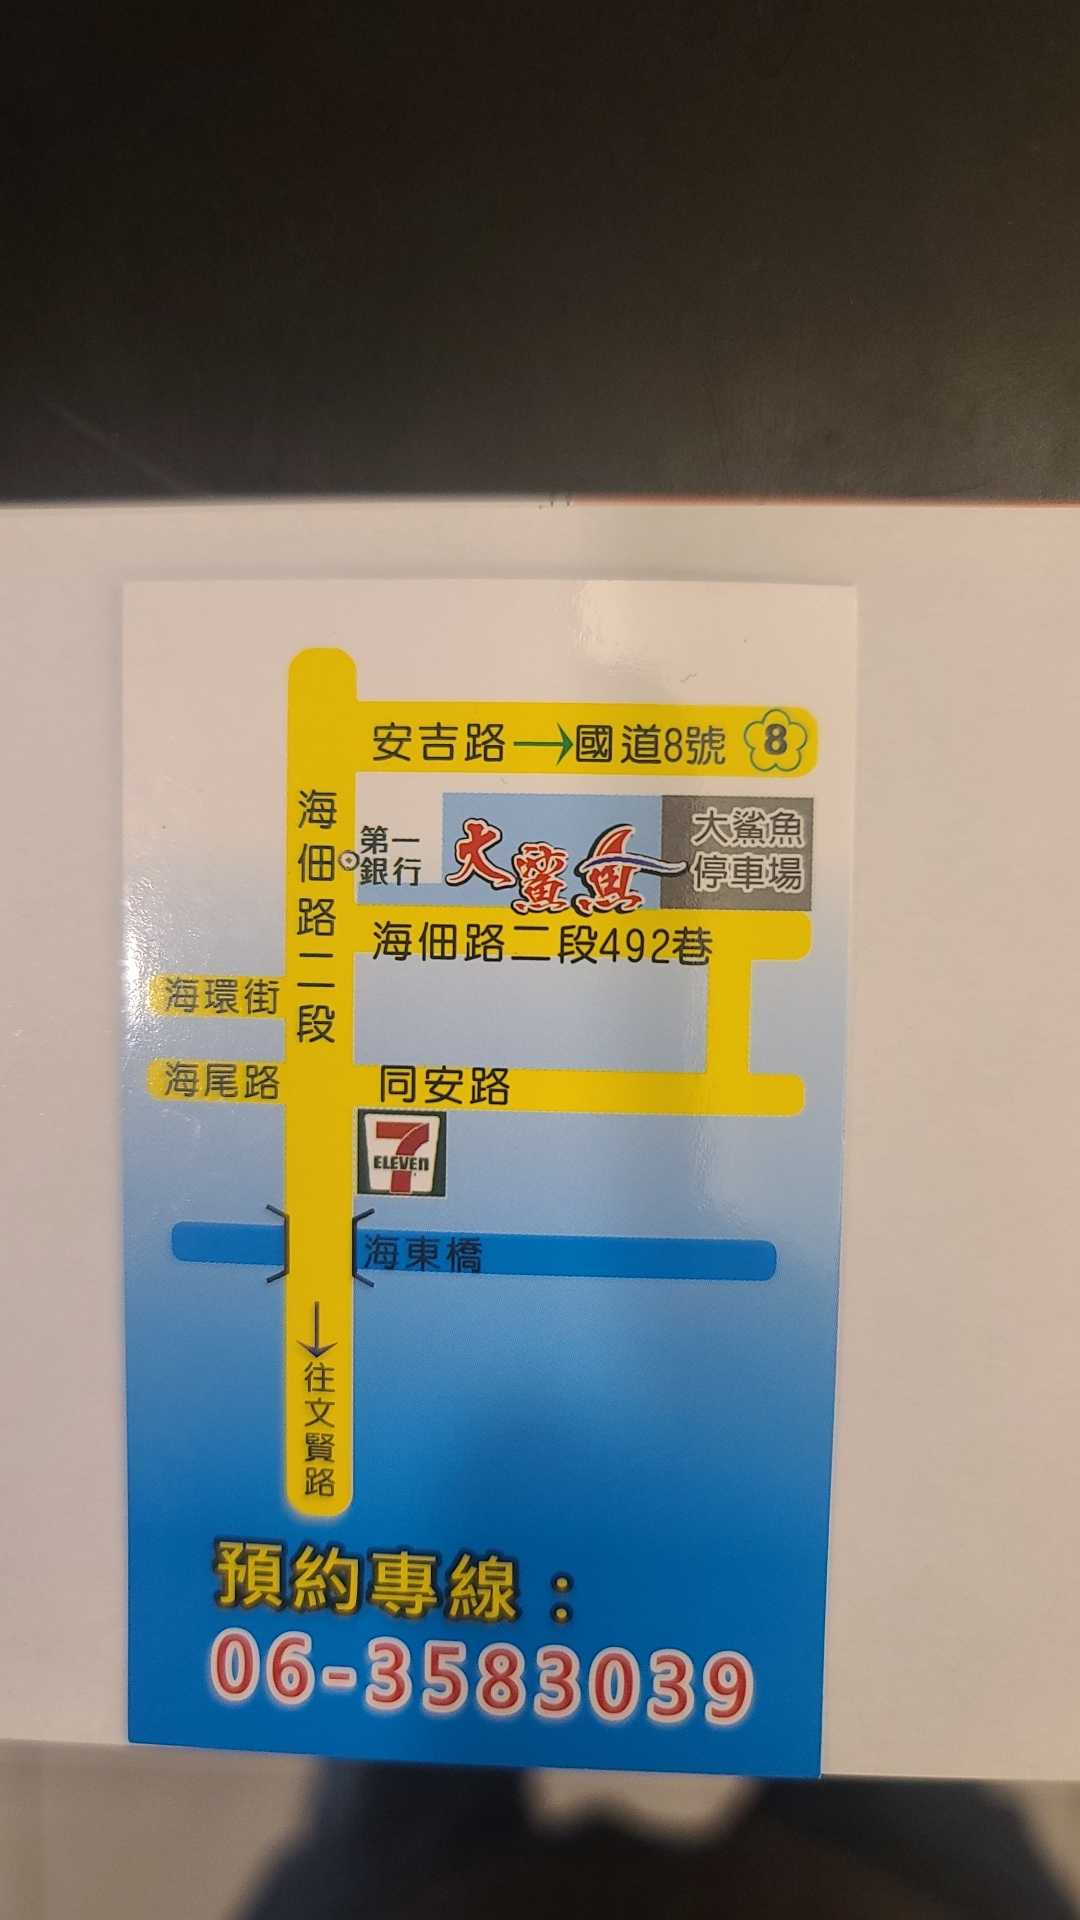 安吉路→國道8號 8
海佃路二段
第一
銀行
大鯊魚
大鯊魚
停車場
海佃路二段492巷
海環街
海尾路
同安路
7
ELEVEn
海東橋
↓往文賢路
預約專線：
06-3583039